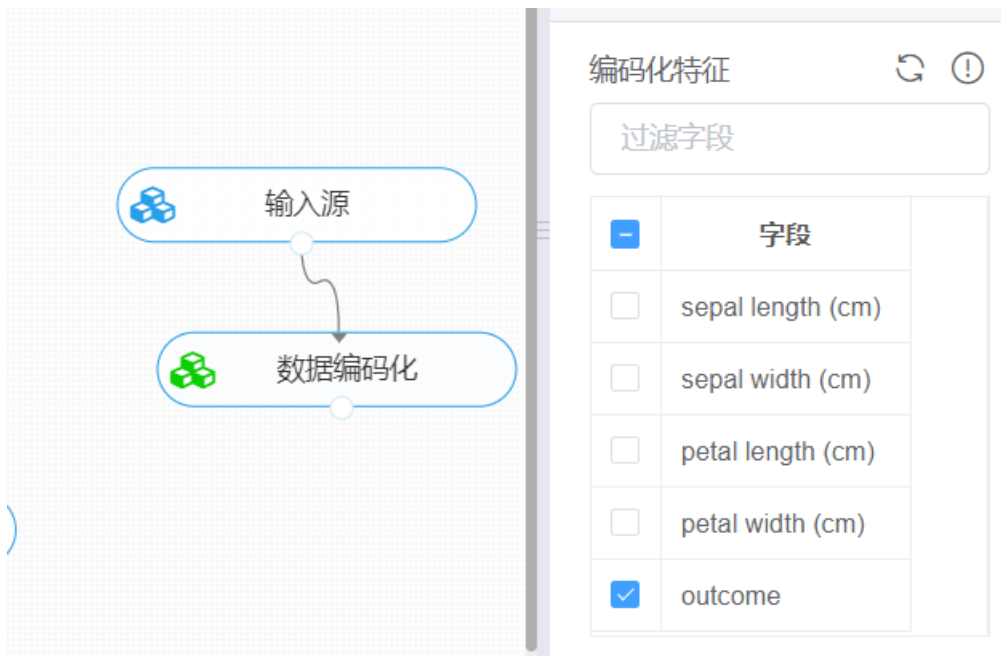 输入源
数据编码化
编码化特征
过滤字段
字段
sepal length (cm)
sepal width (cm)
petal length (cm)
petal width (cm)
outcome